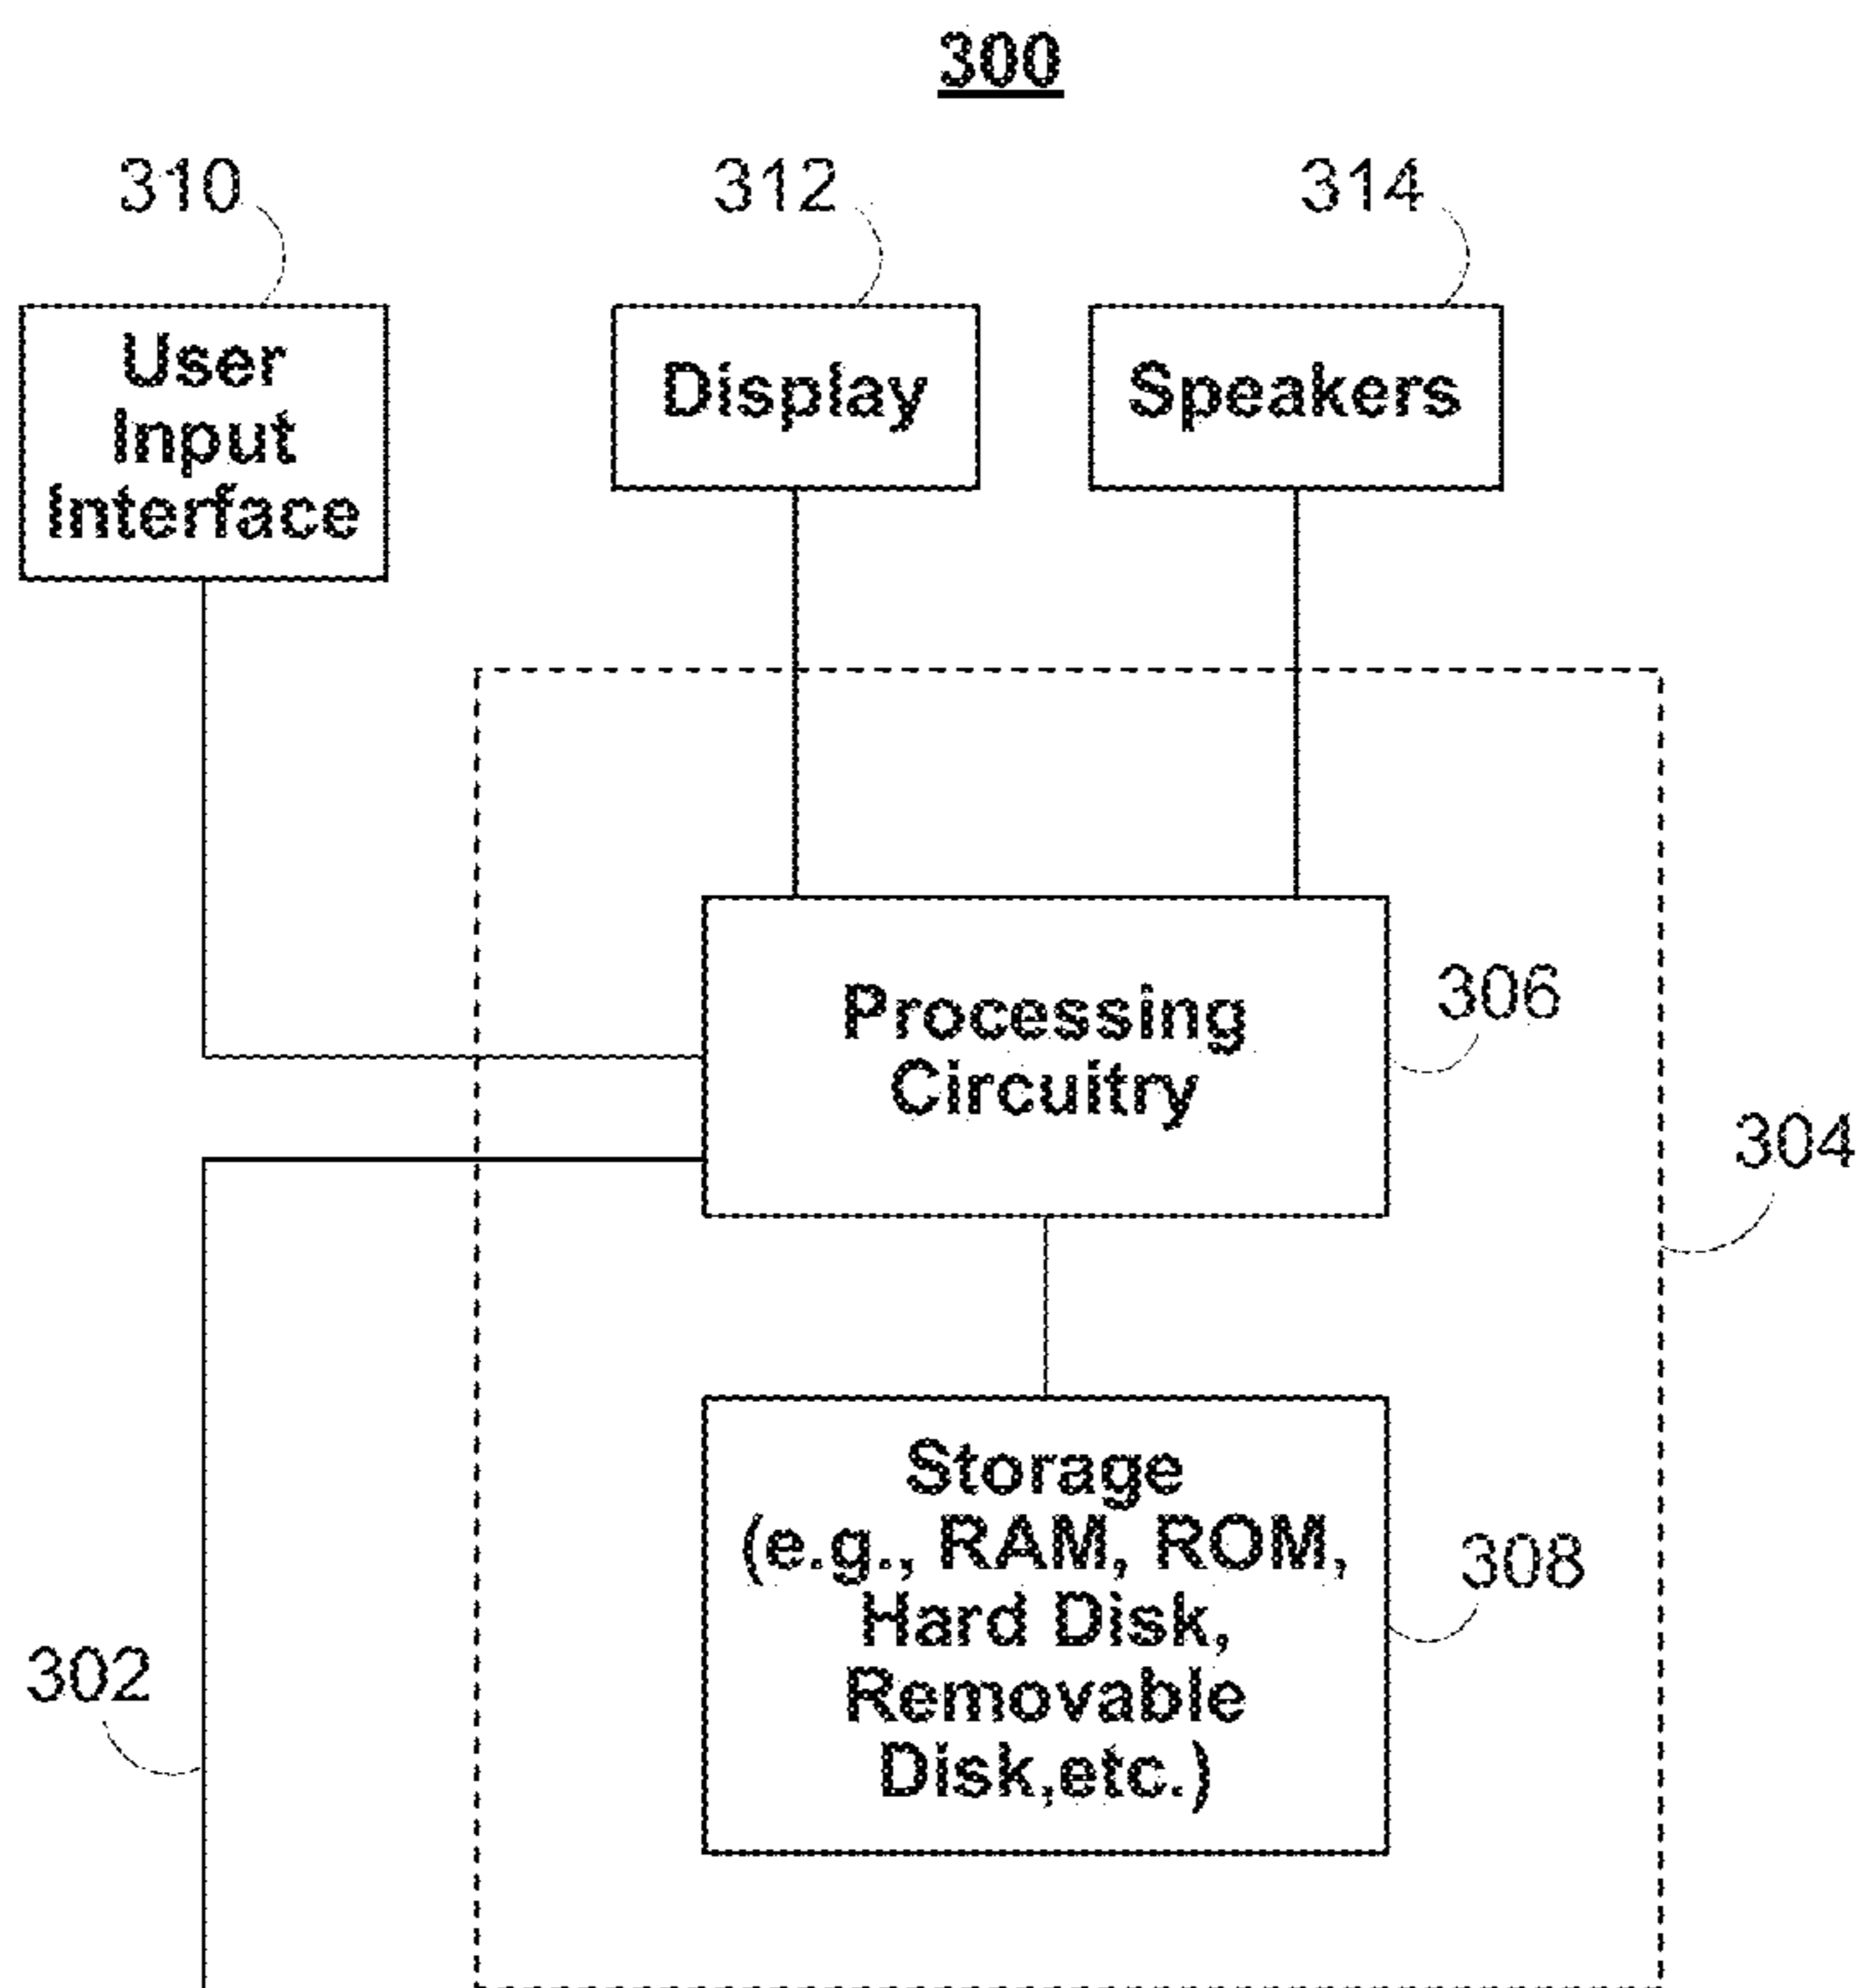 300
310
312
314
User
Input
Interface
Display
Speakers
Processing
Circuitry
306
304
Storage
(e.g., RAM, ROM,
Hard Disk,
Removable
Disk,etc.)
308
302